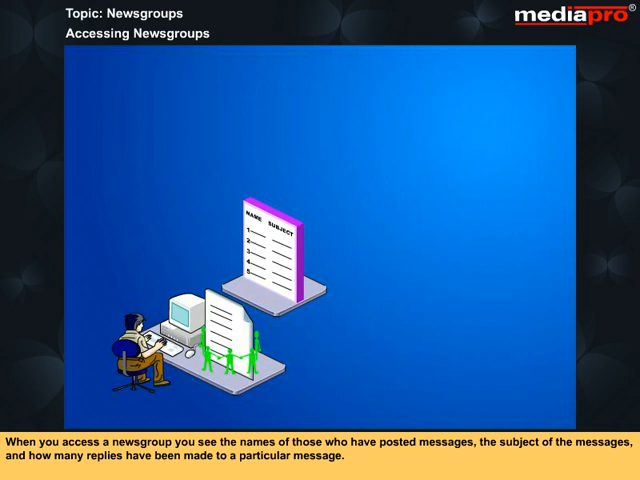 Topic: Newsgroups
mediapro®
Accessing Newsgroups
NAME SUBJECT
1
2
3
4
5
When you access a newsgroup you see the names of those who have posted messages, the subject of the messages,
and how many replies have been made to a particular message.